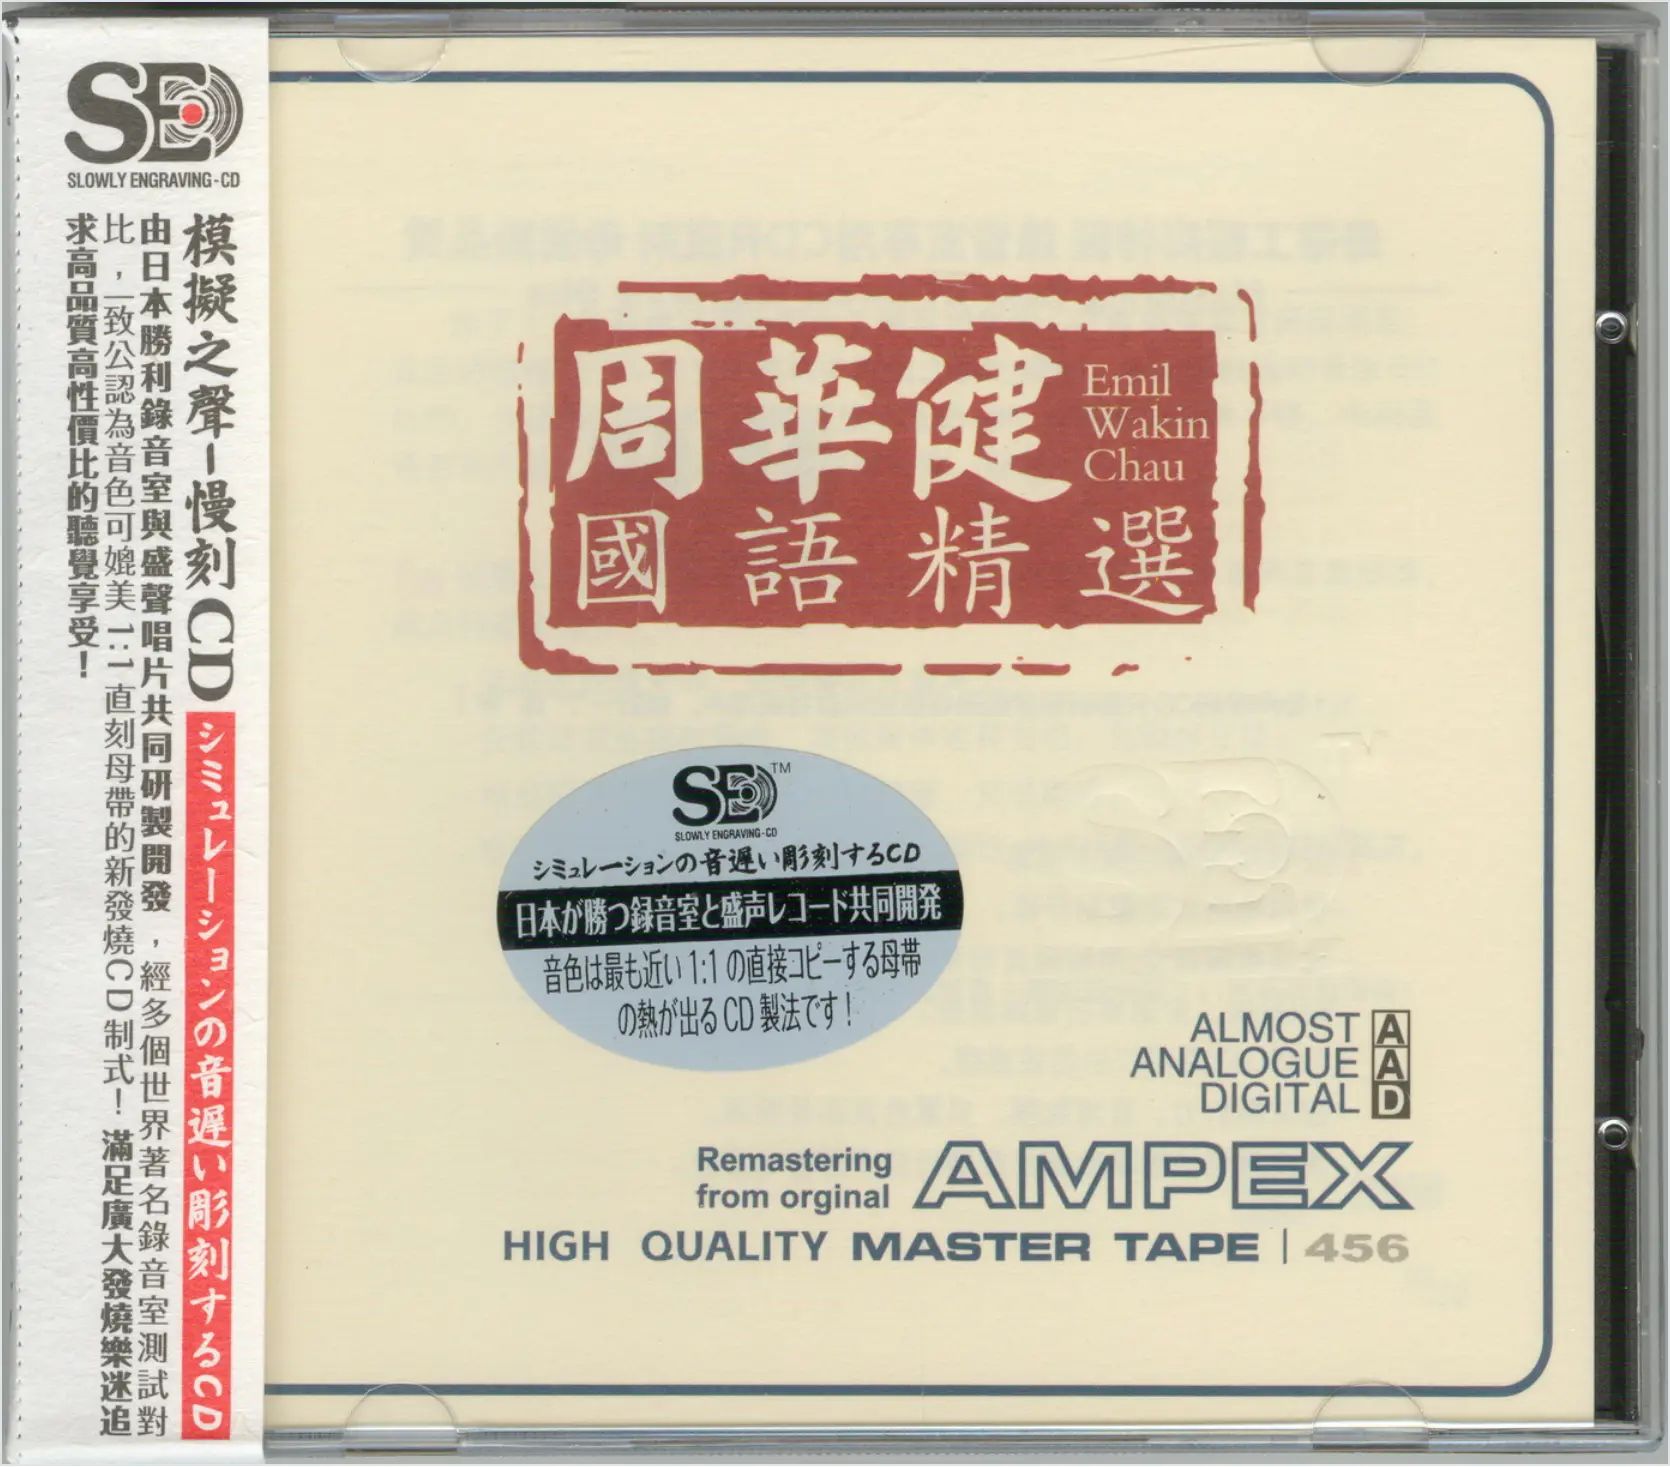 SE
SLOWLY ENGRAVING-CD
模擬之聲-慢刻CD
シミュレーションの音遅い彫刻するCD
由日本勝利錄音室與盛聲唱片共同研製開發，經多個世界著名錄音室測試對
比，一致公認為音色可媲美1:1直刻母帶的新發燒CD制式！滿足廣大發燒樂迷追
求高品質高性價比的聽覺享受！
周華健
Emil
Wakin
Chau
國語精選
SE™
SLOWLY ENGRAVING-CD
シミュレーションの音遅い彫刻するCD
日本が勝つ録音室と盛声レコード共同開発
音色は最も近い1:1の直接コピーする母帯
の熱が出るCD製法です！
SE
ALMOST A
ANALOGUE A
DIGITAL D
Remastering
from orginal AMPEX
HIGH QUALITY MASTER TAPE | 456